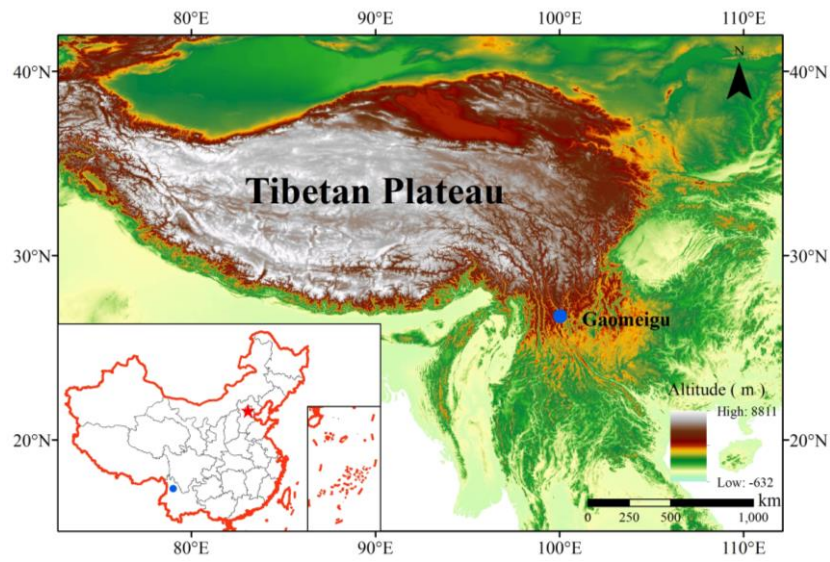 80°E 90°E 100°E 110°E
40°N 40°N
N
Tibetan Plateau
30°N 30°N
Gaomeigu
Altitude ( m )
High: 8811
20°N 20°N
Low: -632
km
0 250 500 1,000
80°E 90°E 100°E 110°E